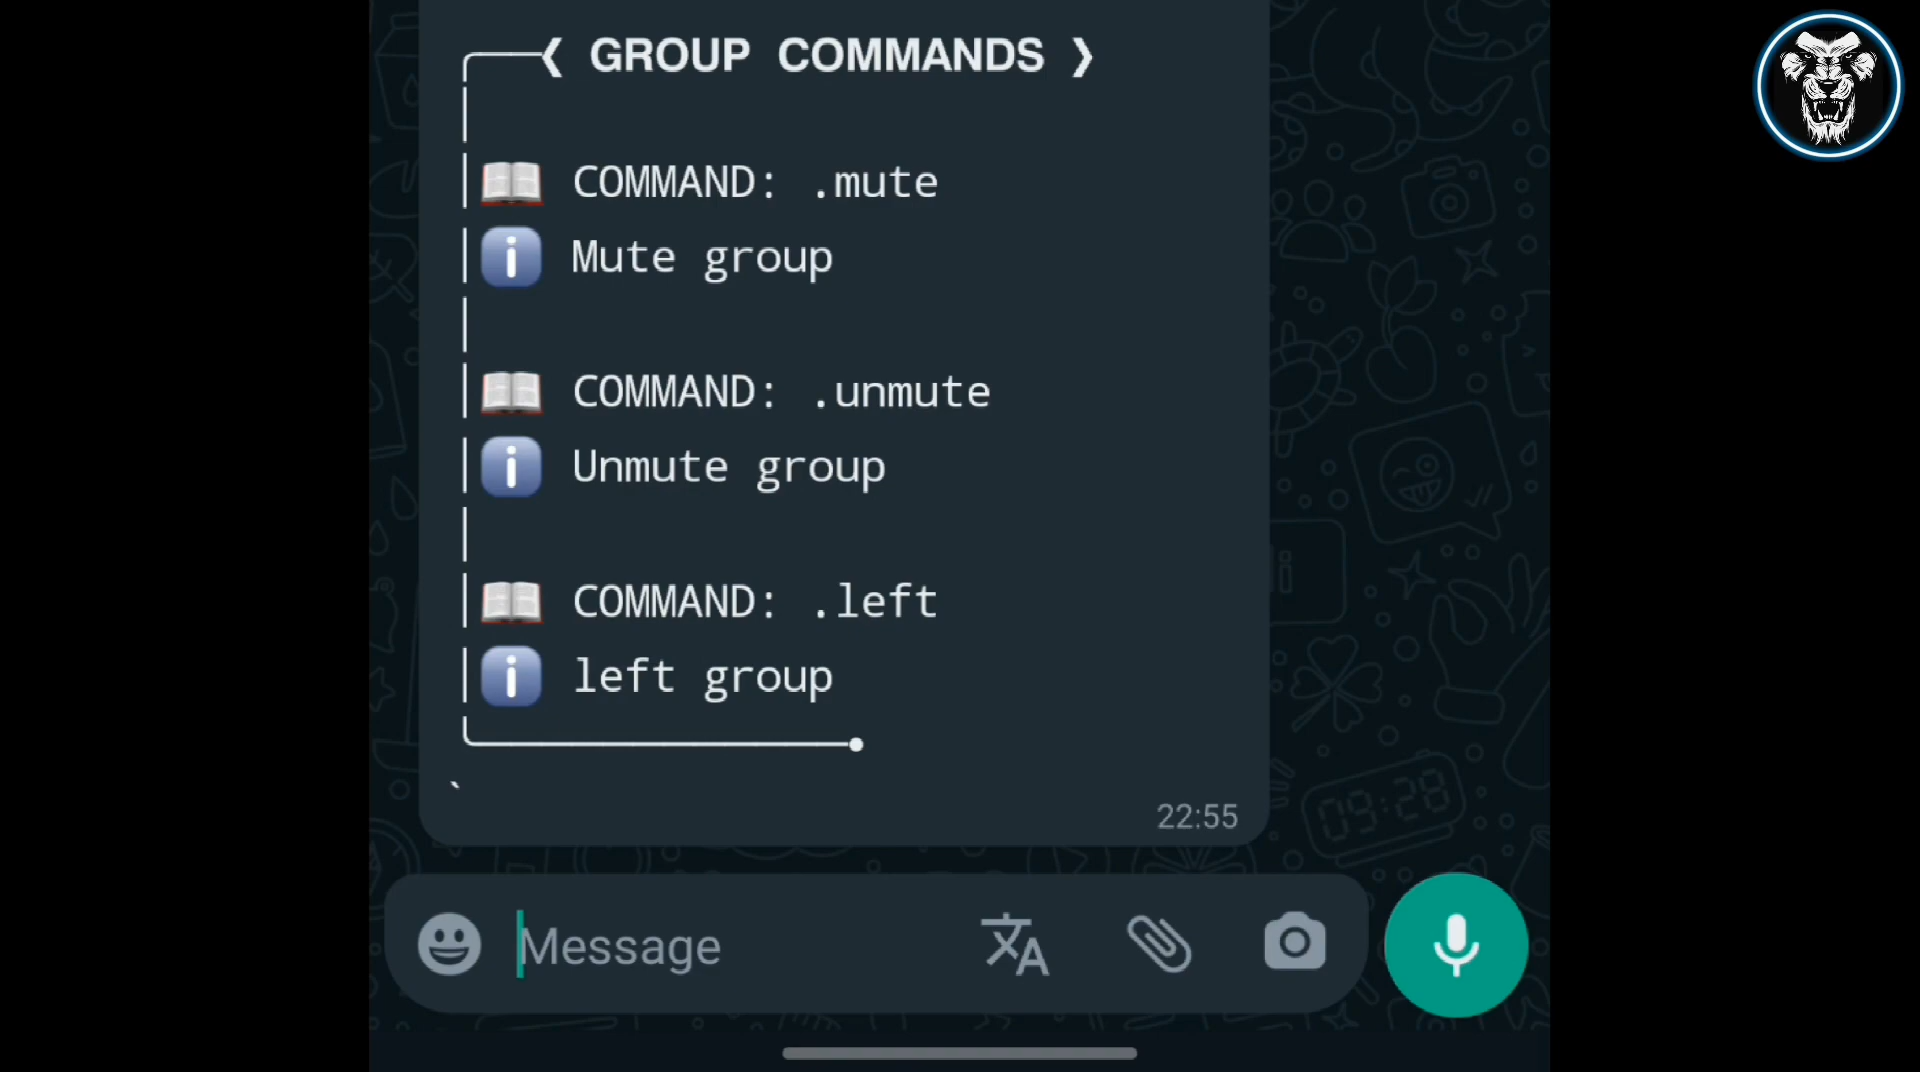 ❬ GROUP COMMANDS ❭
COMMAND: .mute
Mute group
COMMAND: .unmute
Unmute group
COMMAND: .left
left group
`
22:55
Message